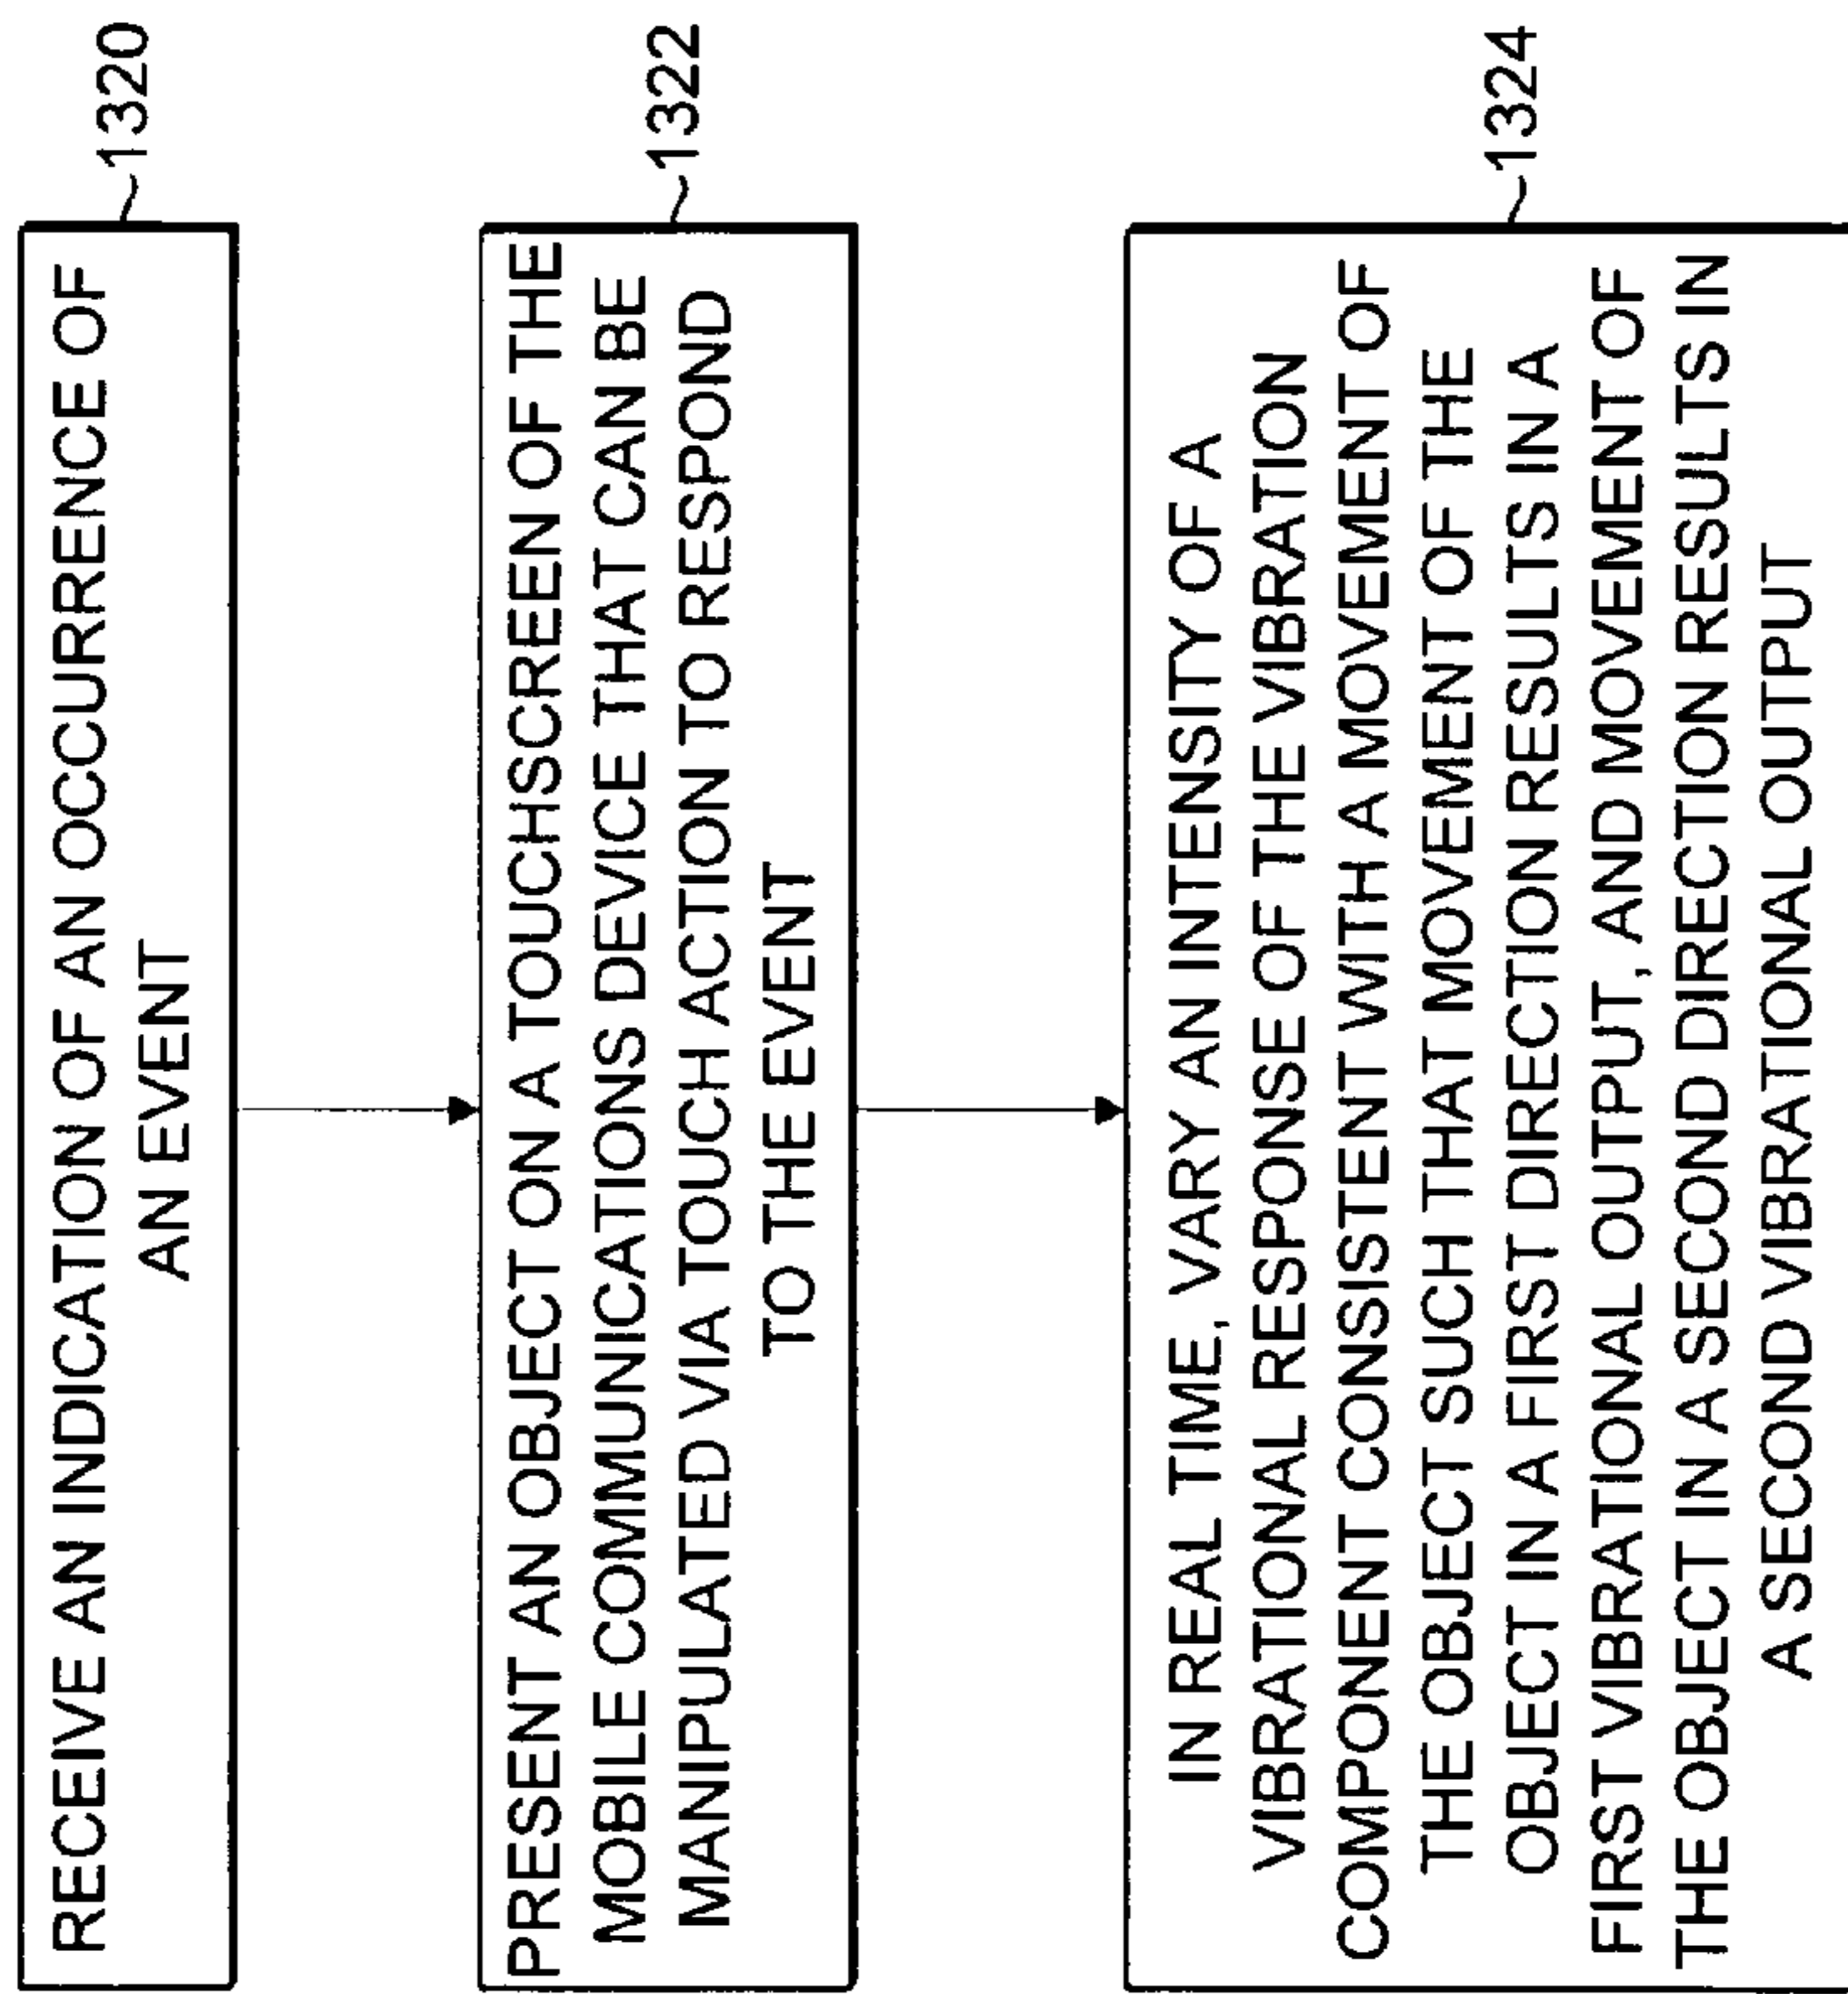 RECEIVE AN INDICATION OF AN OCCURRENCE OF
AN EVENT
1320
PRESENT AN OBJECT ON A TOUCHSCREEN OF THE
MOBILE COMMUNICATIONS DEVICE THAT CAN BE
MANIPULATED VIA TOUCH ACTION TO RESPOND
TO THE EVENT
1322
IN REAL TIME, VARY AN INTENSITY OF A
VIBRATIONAL RESPONSE OF THE VIBRATION
COMPONENT CONSISTENT WITH A MOVEMENT OF
THE OBJECT SUCH THAT MOVEMENT OF THE
OBJECT IN A FIRST DIRECTION RESULTS IN A
FIRST VIBRATIONAL OUTPUT, AND MOVEMENT OF
THE OBJECT IN A SECOND DIRECTION RESULTS IN
A SECOND VIBRATIONAL OUTPUT
1324